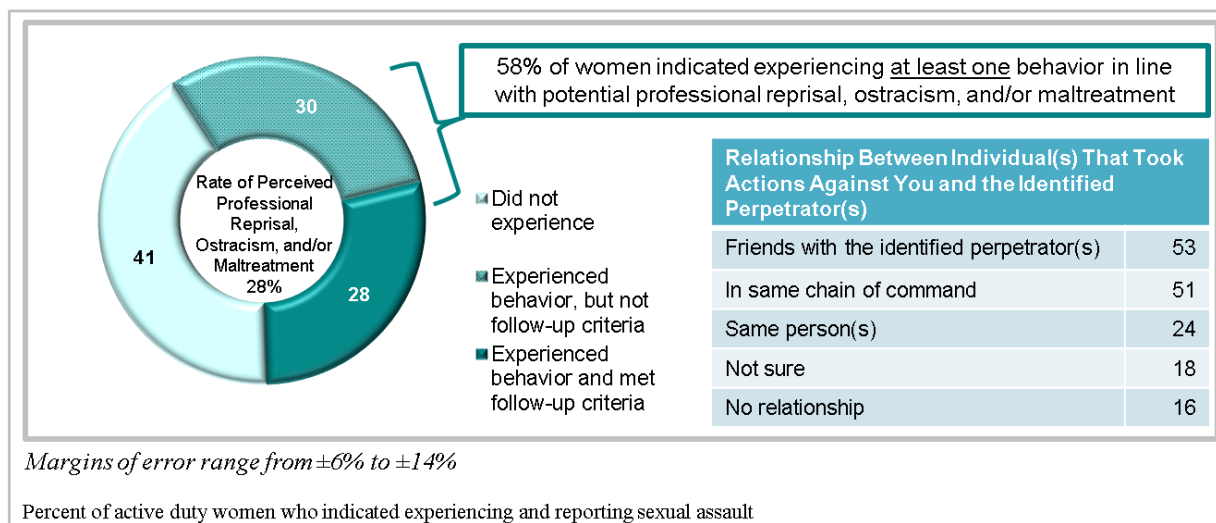 58% of women indicated experiencing at least one behavior in line
with potential professional reprisal, ostracism, and/or maltreatment
30
41
28
Rate of Perceived
Professional
Reprisal,
Ostracism, and/or
Maltreatment
28%
Did not
experience
Experienced
behavior, but not
follow-up criteria
Experienced
behavior and met
follow-up criteria
Relationship Between Individual(s) That Took
Actions Against You and the Identified
Perpetrator(s)
Friends with the identified perpetrator(s) 53
In same chain of command 51
Same person(s) 24
Not sure 18
No relationship 16
Margins of error range from ±6% to ±14%
Percent of active duty women who indicated experiencing and reporting sexual assault